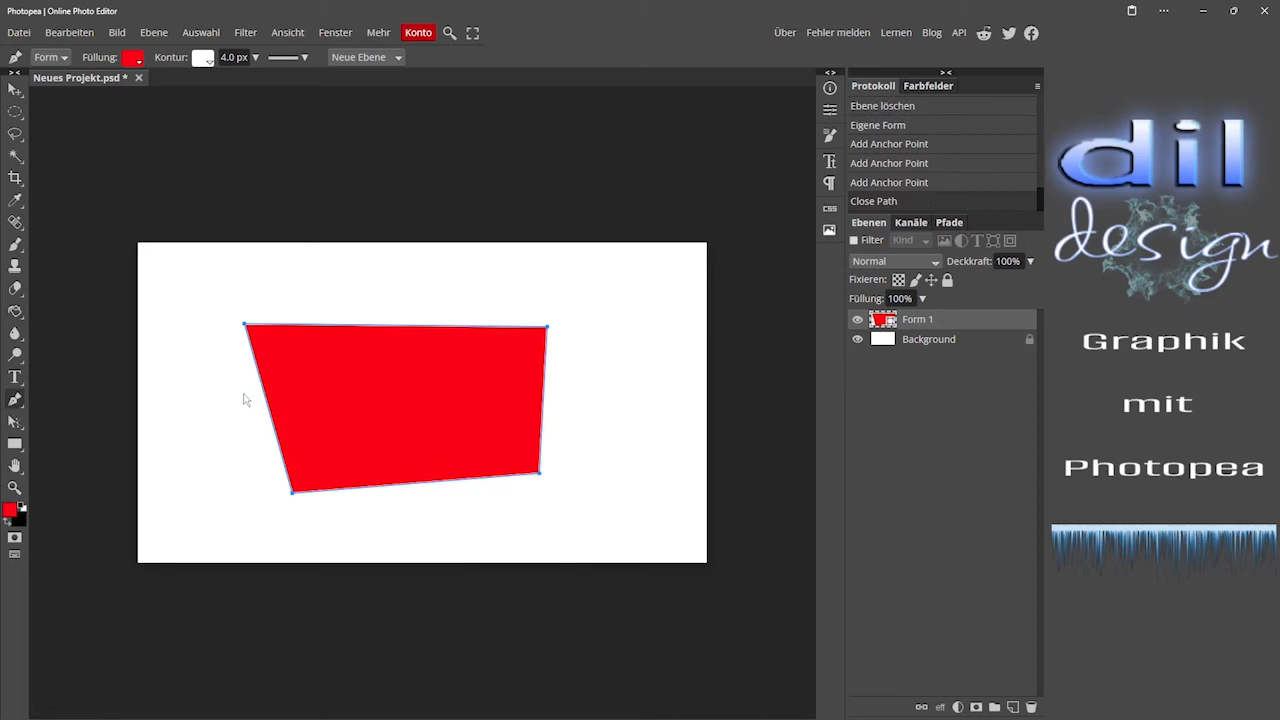 Photopea | Online Photo Editor
Datei Bearbeiten Bild Ebene Auswahl Filter Ansicht Fenster Mehr Konto Über Fehler melden Lernen Blog API
Form Füllung: Kontur: 4.0 px Neue Ebene
Neues Projekt.psd *
Protokoll Farbfelder
Ebene löschen
Eigene Form
Add Anchor Point
Add Anchor Point
Add Anchor Point
Close Path
Ebenen Kanäle Pfade
Filter Kind
Normal Deckkraft: 100%
Fixieren:
Füllung: 100%
Form 1
Background
css
eff
dil
design
Graphik
mit
Photopea